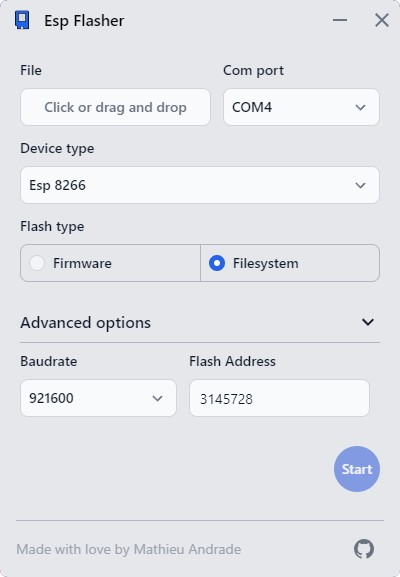 Esp Flasher
File
Com port
Click or drag and drop
COM4
Device type
Esp 8266
Flash type
Firmware
Filesystem
Advanced options
Baudrate
Flash Address
921600
3145728
Start
Made with love by Mathieu Andrade